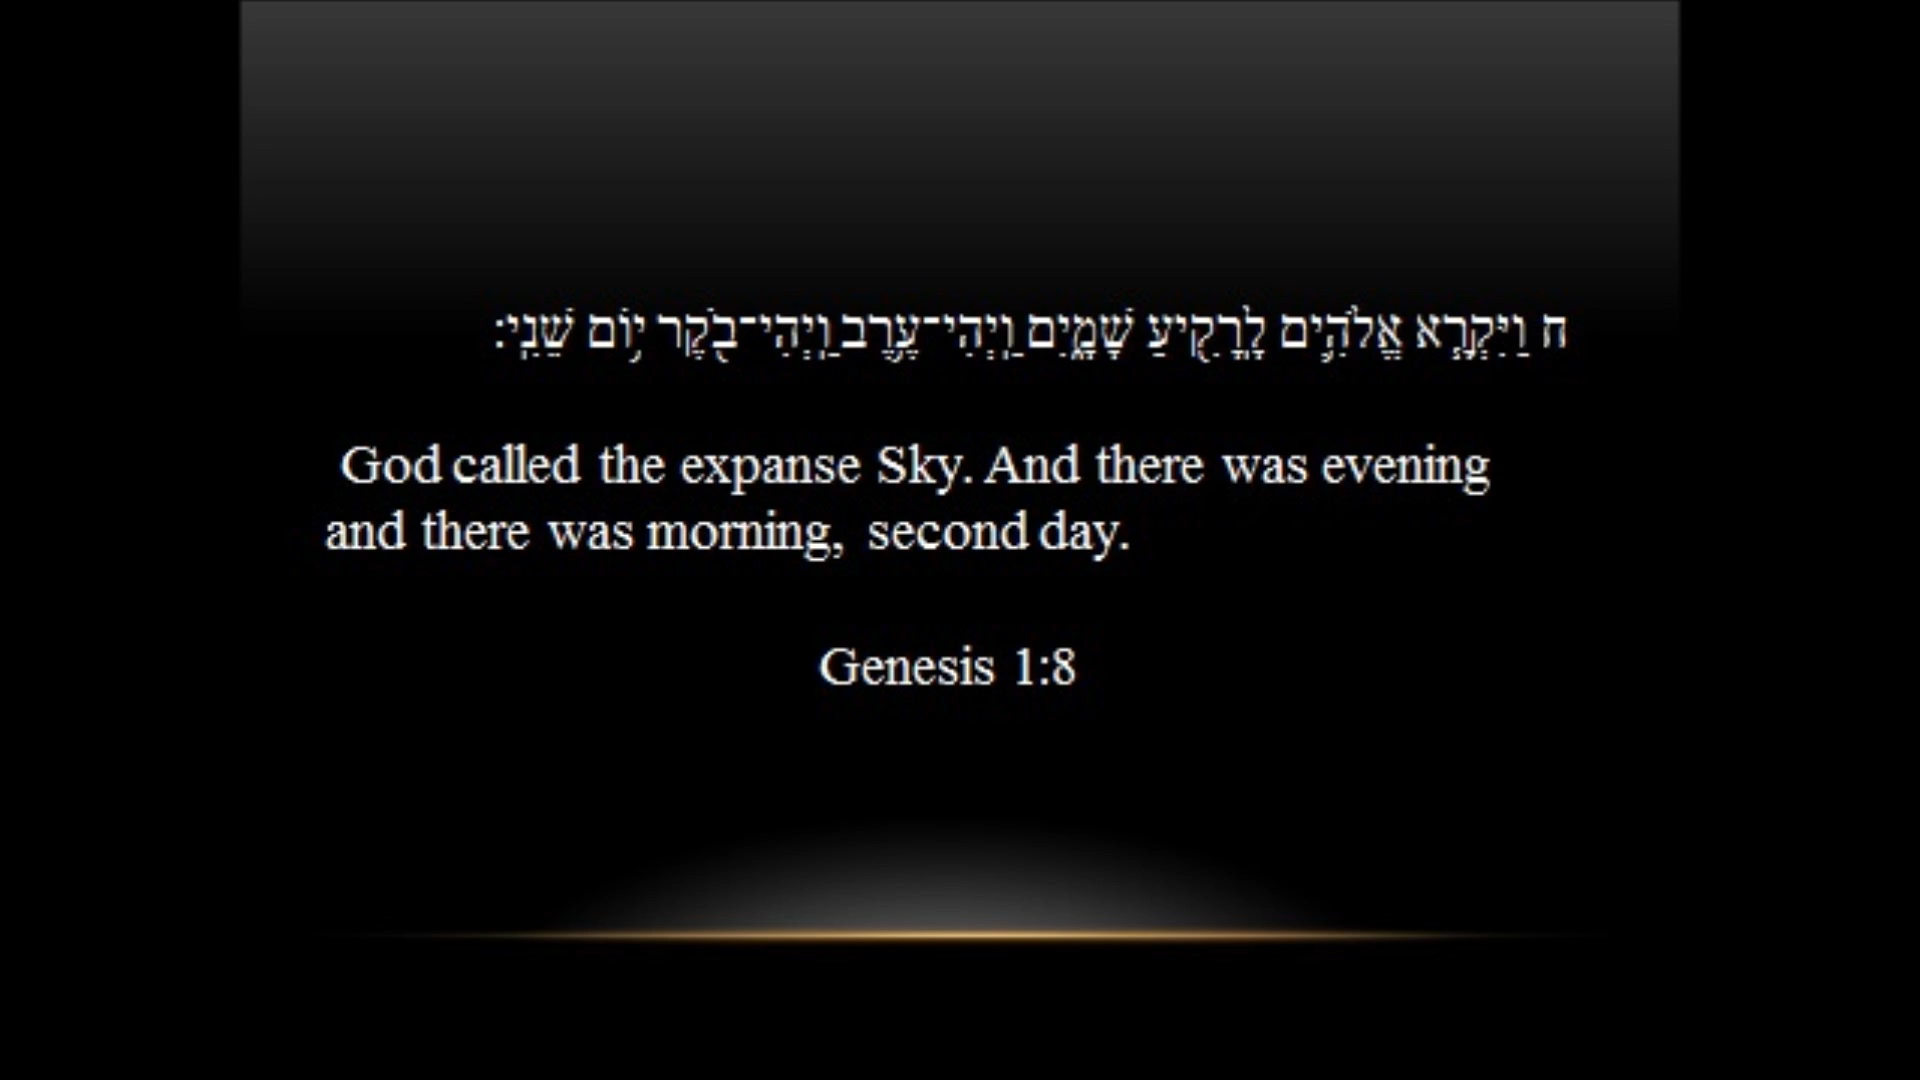 ח וַיִּקְרָ֧א אֱלֹהִ֛ים לָֽרָקִ֖יעַ שָׁמָ֑יִם וַֽיְהִי־עֶ֥רֶב וַֽיְהִי־בֹ֖קֶר י֥וֹם שֵׁנִֽי׃
God called the expanse Sky. And there was evening
and there was morning, second day.
Genesis 1:8